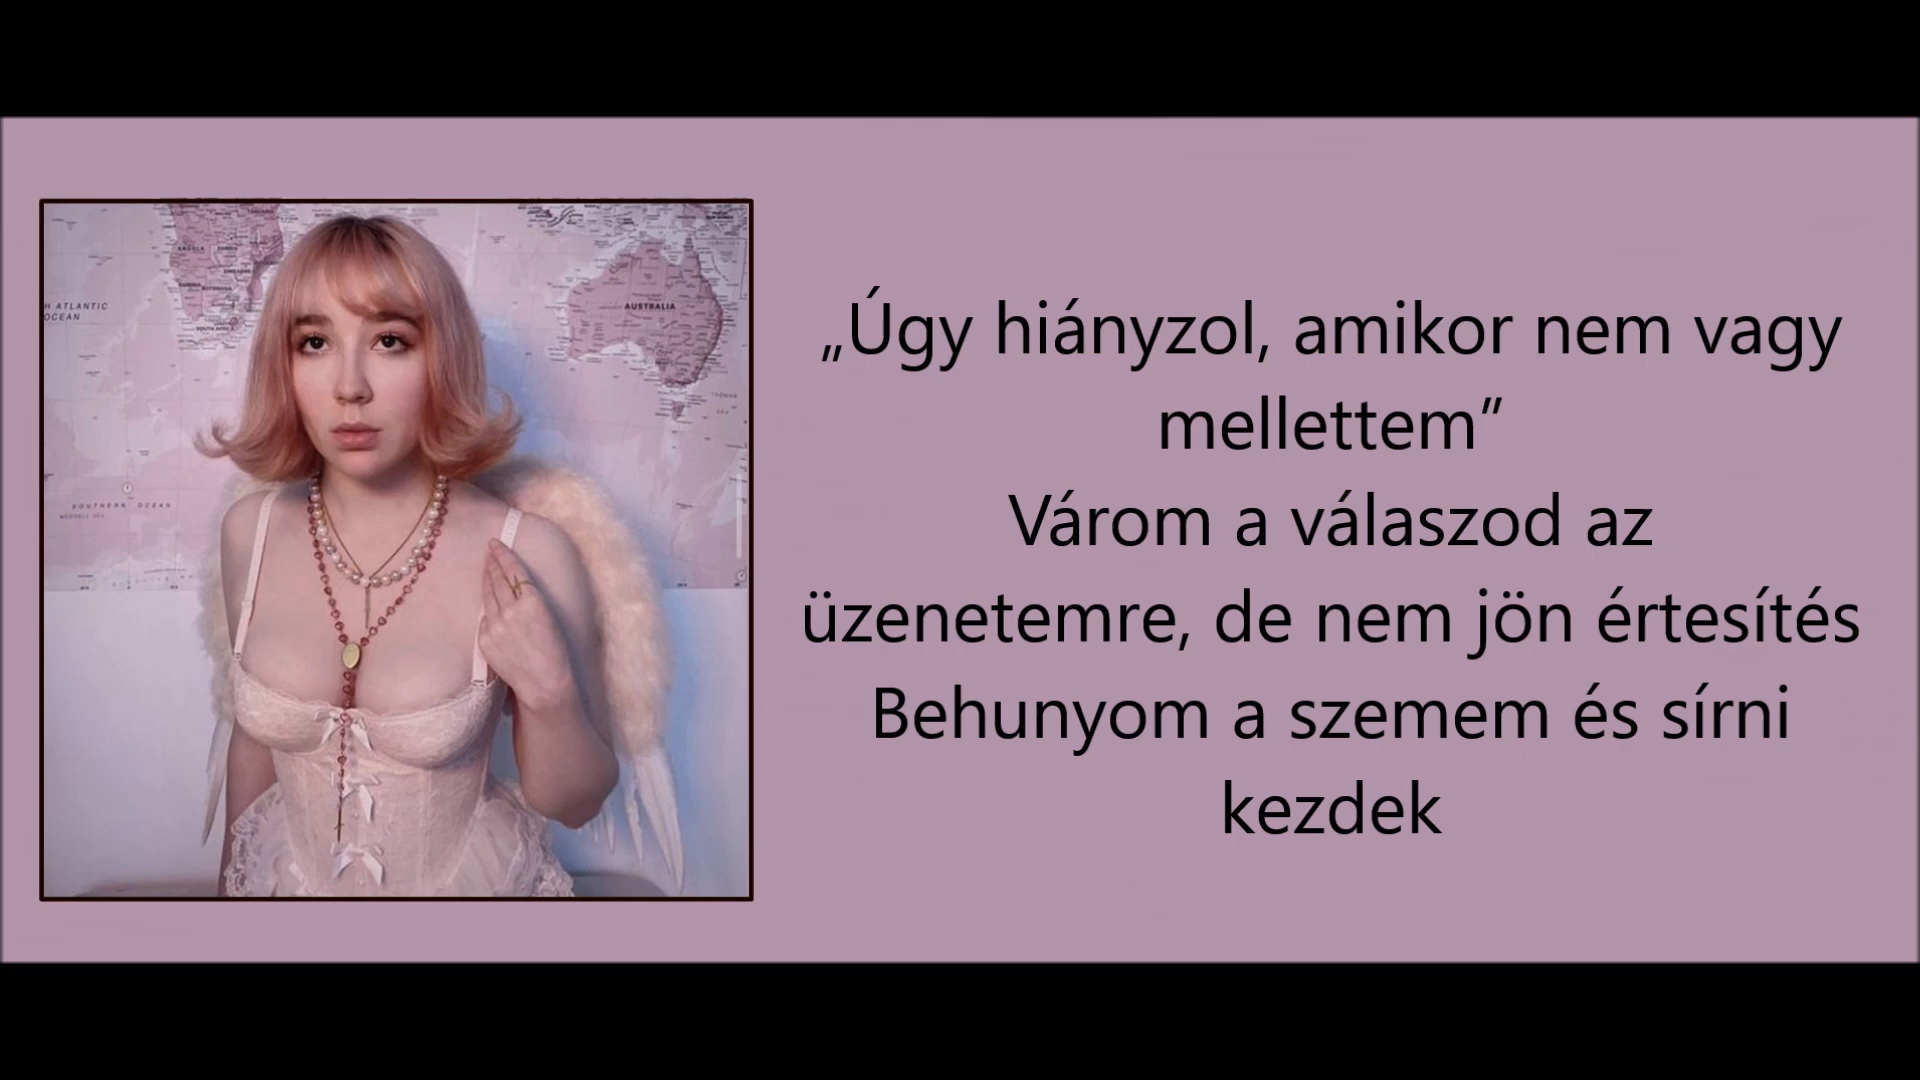 AUSTRALIA
ANGOLA
H ATLANTIC
OCEAN
SOUTHERN OCEAN
„Úgy hiányzol, amikor nem vagy
mellettem”
Várom a válaszod az
üzenetemre, de nem jön értesítés
Behunyom a szemem és sírni
kezdek